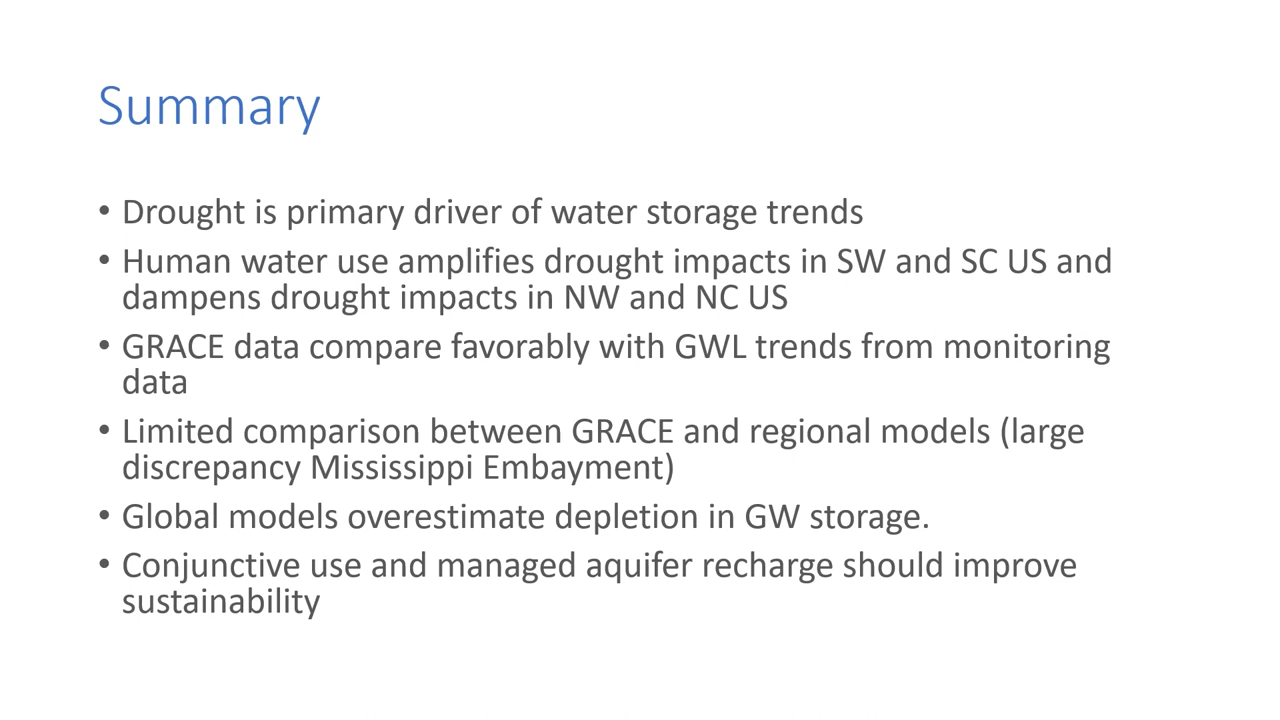 Summary
• Drought is primary driver of water storage trends
• Human water use amplifies drought impacts in SW and SC US and
dampens drought impacts in NW and NC US
• GRACE data compare favorably with GWL trends from monitoring
data
• Limited comparison between GRACE and regional models (large
discrepancy Mississippi Embayment)
• Global models overestimate depletion in GW storage.
• Conjunctive use and managed aquifer recharge should improve
sustainability